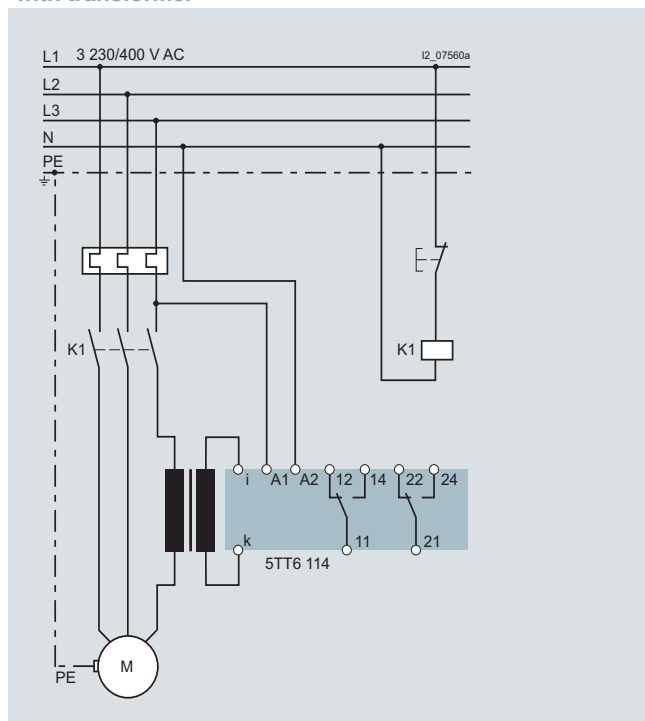 with transformer
L1 3 230/400 V AC I2_07560a
L2
L3
N
PE
K1 K1
i A1 A2 12 14 22 24
k 11 21
5TT6 114
M
PE